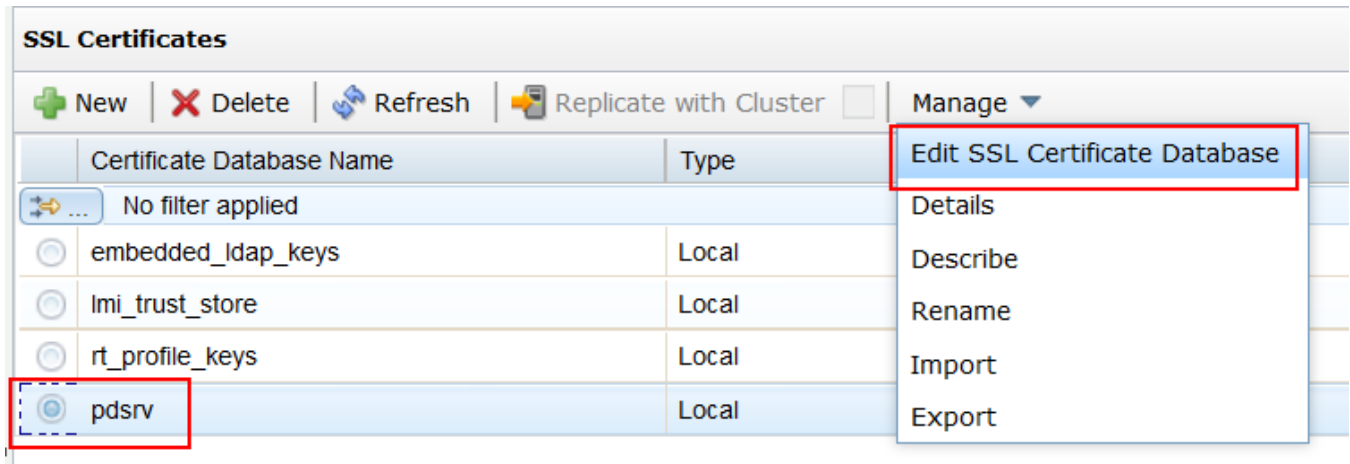 SSL Certificates
New Delete Refresh Replicate with Cluster Manage
Certificate Database Name Type Edit SSL Certificate Database
... No filter applied Details
embedded_ldap_keys Local Describe
lmi_trust_store Local Rename
rt_profile_keys Local Import
pdsrv Local Export